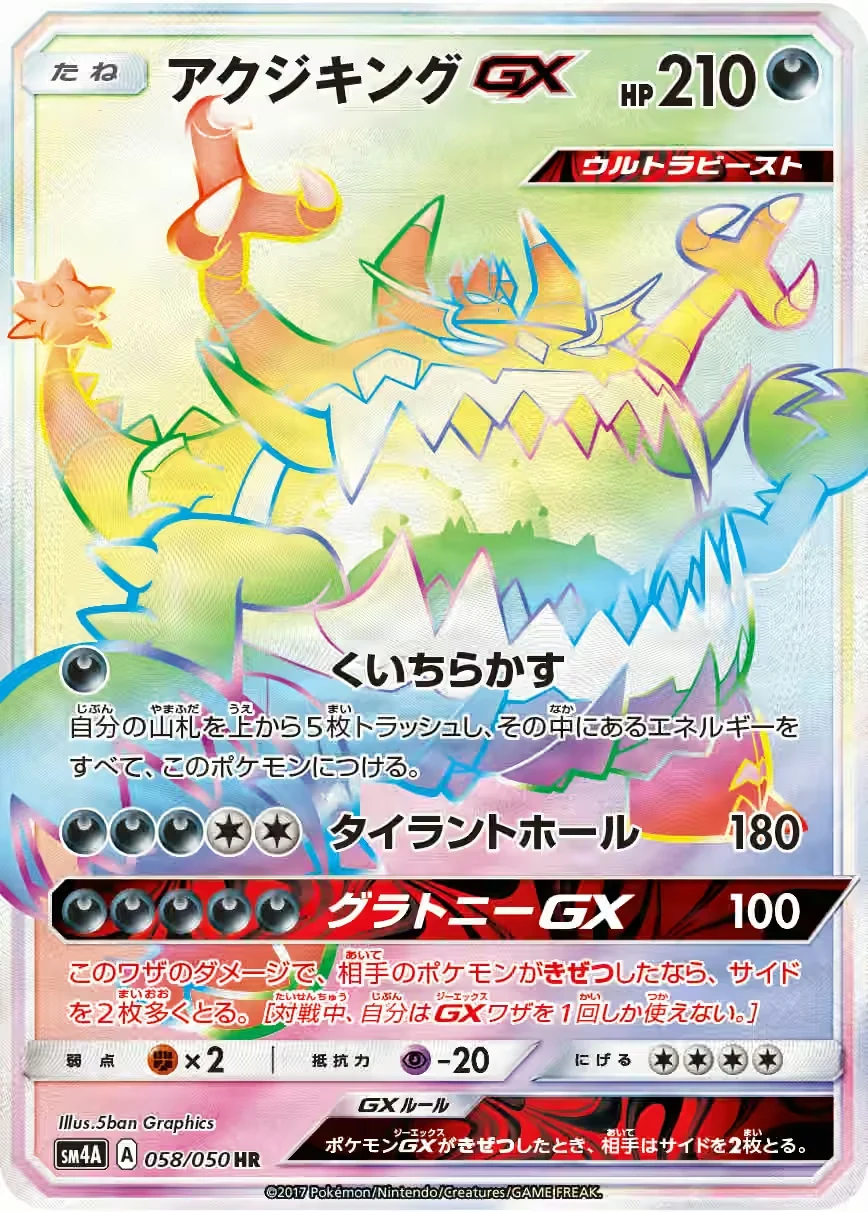 たね
アクジキングGX
HP210
ウルトラビースト
くいちらかす
自分の山札を上から5枚トラッシュし、その中にあるエネルギーを
すべて、このポケモンにつける。
タイラントホール 180
グラトニーGX 100
このワザのダメージで、相手のポケモンがきぜつしたなら、サイド
を2枚多くとる。[対戦中、自分はGXワザを1回しか使えない。]
弱点 ×2 抵抗力 -20 にげる
Illus.5ban Graphics
GXルール
ポケモンGXがきぜつしたとき、相手はサイドを2枚とる。
SM4A A 058/050 HR
©2017 Pokémon/Nintendo/Creatures/GAME FREAK.